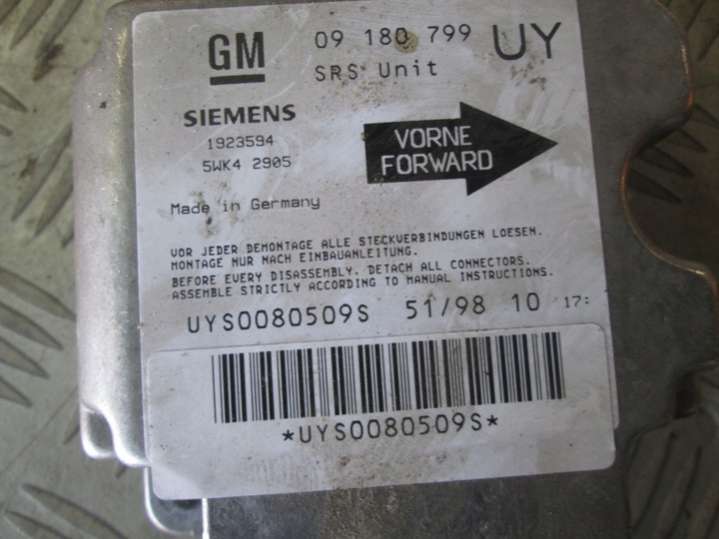 GM 09 180 799 UY
SRS Unit
SIEMENS
1923594
5WK4 2905
VORNE
FORWARD
Made in Germany
VOR JEDER DEMONTAGE ALLE STECKVERBINDUNGEN LOESEN.
MONTAGE NUR NACH EINBAUANLEITUNG.
BEFORE EVERY DISASSEMBLY. DETACH ALL CONNECTORS.
ASSEMBLE STRICTLY ACCORDING TO MANUAL INSTRUCTIONS.
UYS0080509S 51/98 10 17:
*UYS0080509S*